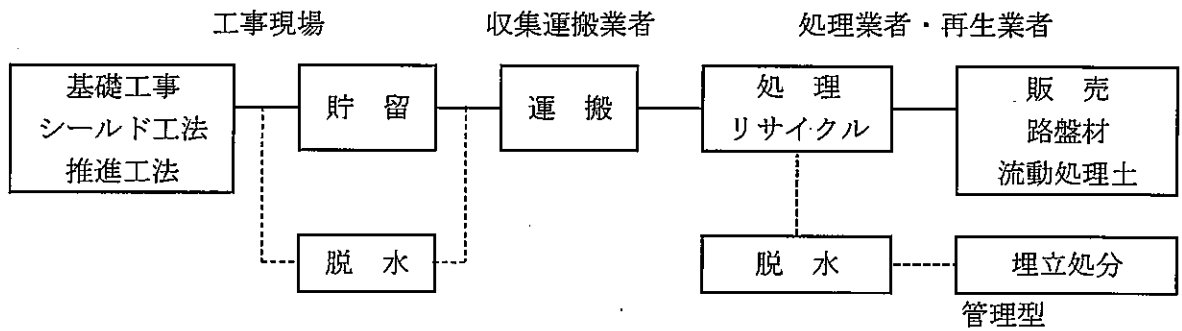 工事現場 収集運搬業者 処理業者・再生業者
基礎工事
シールド工法
推進工法
貯 留
運 搬
処 理
リサイクル
販 売
路盤材
流動処理土
脱 水
脱 水
埋立処分
管理型